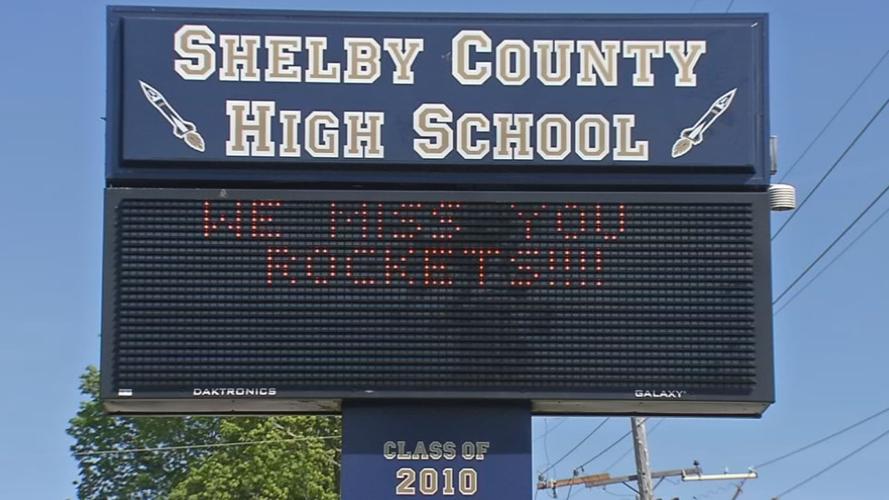 SHELBY COUNTY
HIGH SCHOOL
WE MISS YOU
ROCKETS!!!!
DAKTRONICS GALAXY
CLASS OF
2010